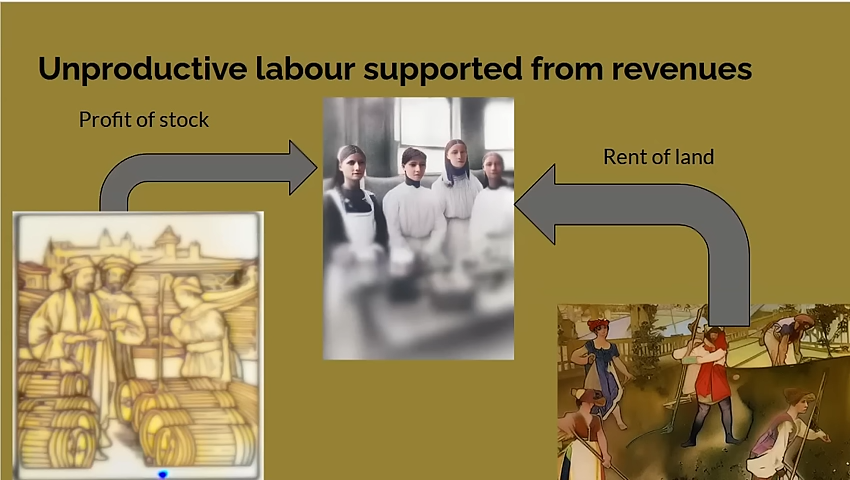 Unproductive labour supported from revenues
Profit of stock
Rent of land